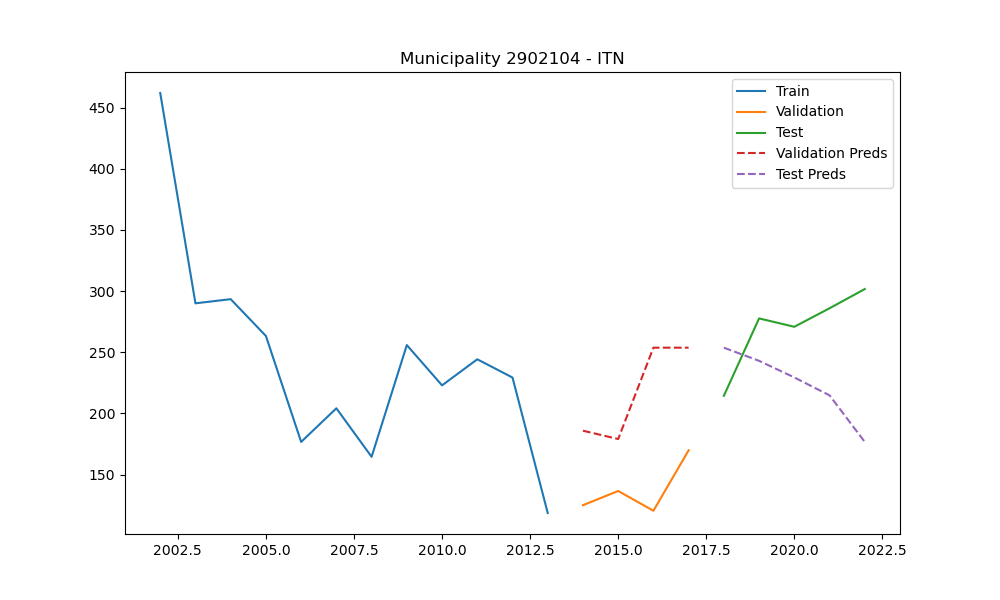 Municipality 2902104 - ITN
Train
Validation
Test
Validation Preds
Test Preds
450
400
350
300
250
200
150
2002.5 2005.0 2007.5 2010.0 2012.5 2015.0 2017.5 2020.0 2022.5